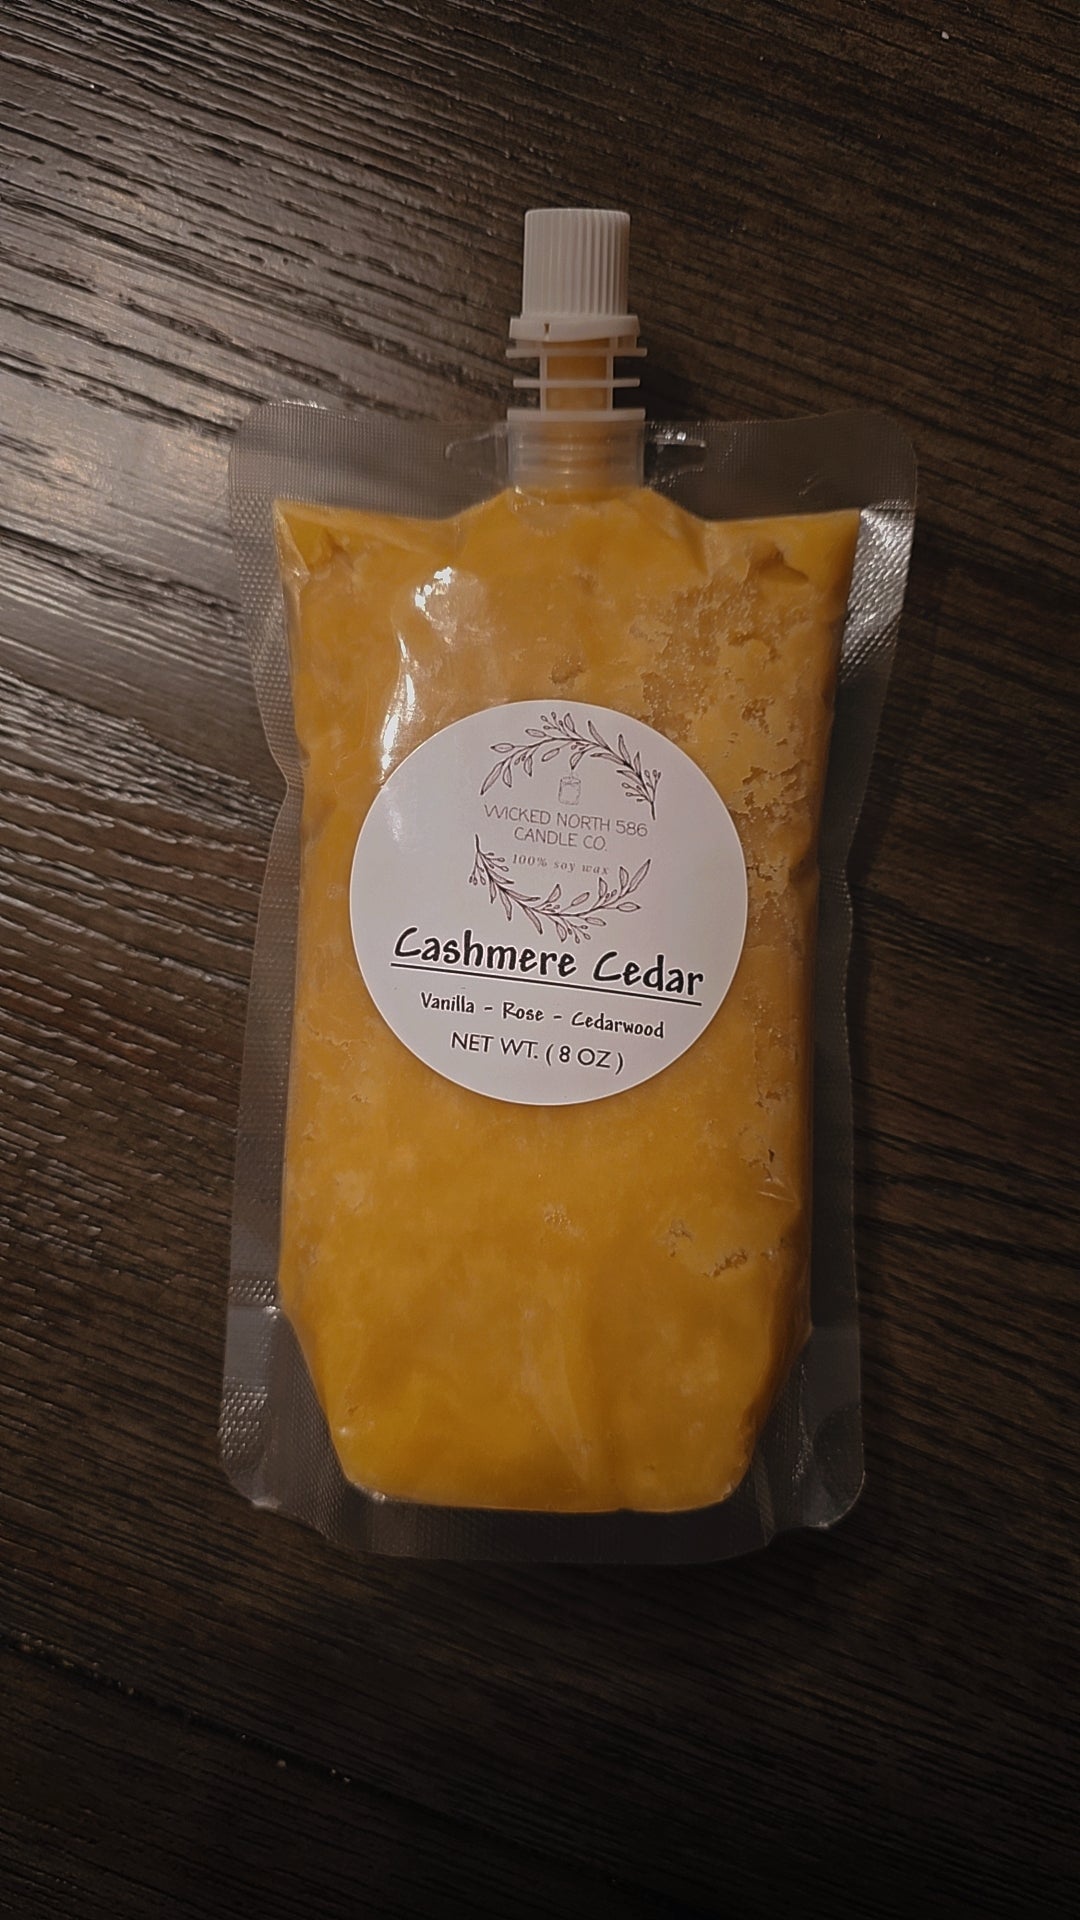 WICKED NORTH 586
CANDLE CO.
100% soy wax
Cashmere Cedar
Vanilla - Rose - Cedarwood
NET WT. ( 8 OZ )